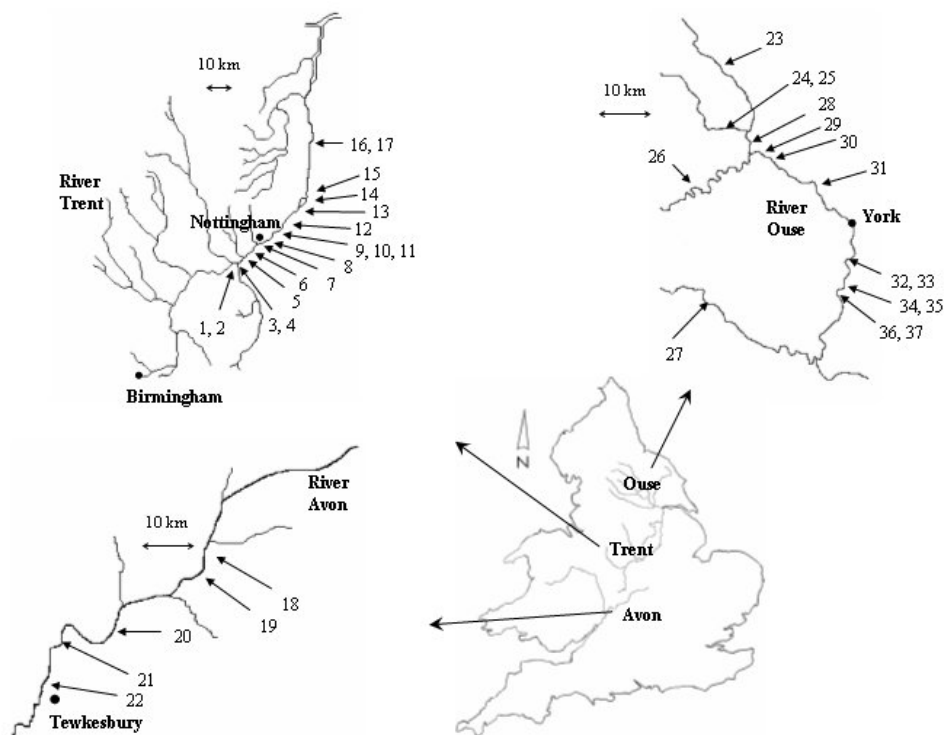 10 km
River
Trent
Nottingham
16, 17
15
14
13
12
9, 10, 11
8
7
6
5
3, 4
1, 2
Birmingham
23
24, 25
10 km
28
29
30
26
31
River
Ouse
York
32, 33
34, 35
36, 37
27
River
Avon
10 km
18
19
20
21
22
Tewkesbury
N
Ouse
Trent
Avon